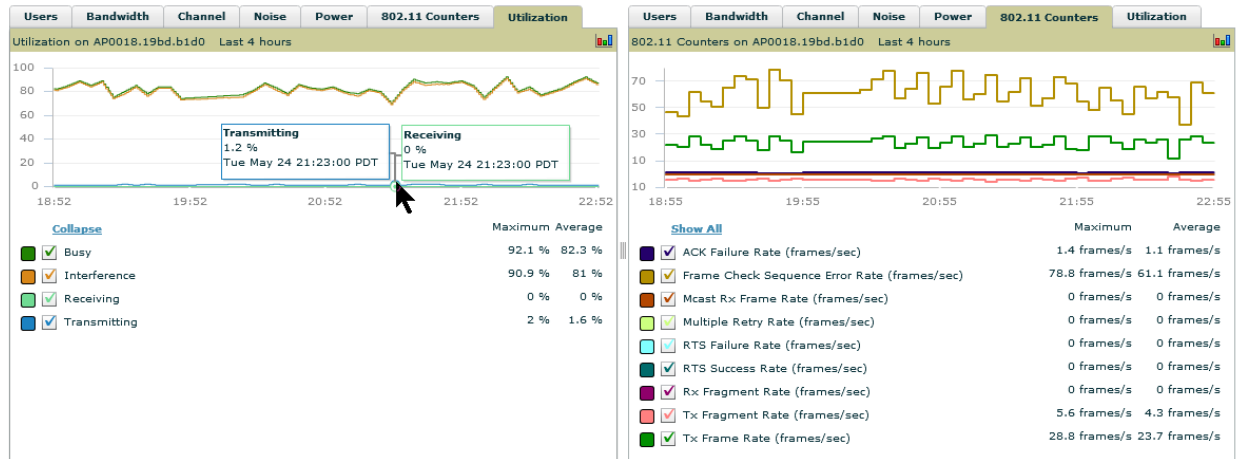 Users Bandwidth Channel Noise Power 802.11 Counters Utilization
Utilization on AP0018.19bd.b1d0 Last 4 hours
100
80
60
40
20
0
Transmitting
1.2 %
Tue May 24 21:23:00 PDT
Receiving
0 %
Tue May 24 21:23:00 PDT
18:52 19:52 20:52 21:52 22:52
Collapse Maximum Average
Busy 92.1 % 82.3 %
Interference 90.9 % 81 %
Receiving 0 % 0 %
Transmitting 2 % 1.6 %
Users Bandwidth Channel Noise Power 802.11 Counters Utilization
802.11 Counters on AP0018.19bd.b1d0 Last 4 hours
70
50
30
10
10
18:55 19:55 20:55 21:55 22:55
Show All Maximum Average
ACK Failure Rate (frames/sec) 1.4 frames/s 1.1 frames/s
Frame Check Sequence Error Rate (frames/sec) 78.8 frames/s 61.1 frames/s
Mcast Rx Frame Rate (frames/sec) 0 frames/s 0 frames/s
Multiple Retry Rate (frames/sec) 0 frames/s 0 frames/s
RTS Failure Rate (frames/sec) 0 frames/s 0 frames/s
RTS Success Rate (frames/sec) 0 frames/s 0 frames/s
Rx Fragment Rate (frames/sec) 0 frames/s 0 frames/s
Tx Fragment Rate (frames/sec) 5.6 frames/s 4.3 frames/s
Tx Frame Rate (frames/sec) 28.8 frames/s 23.7 frames/s